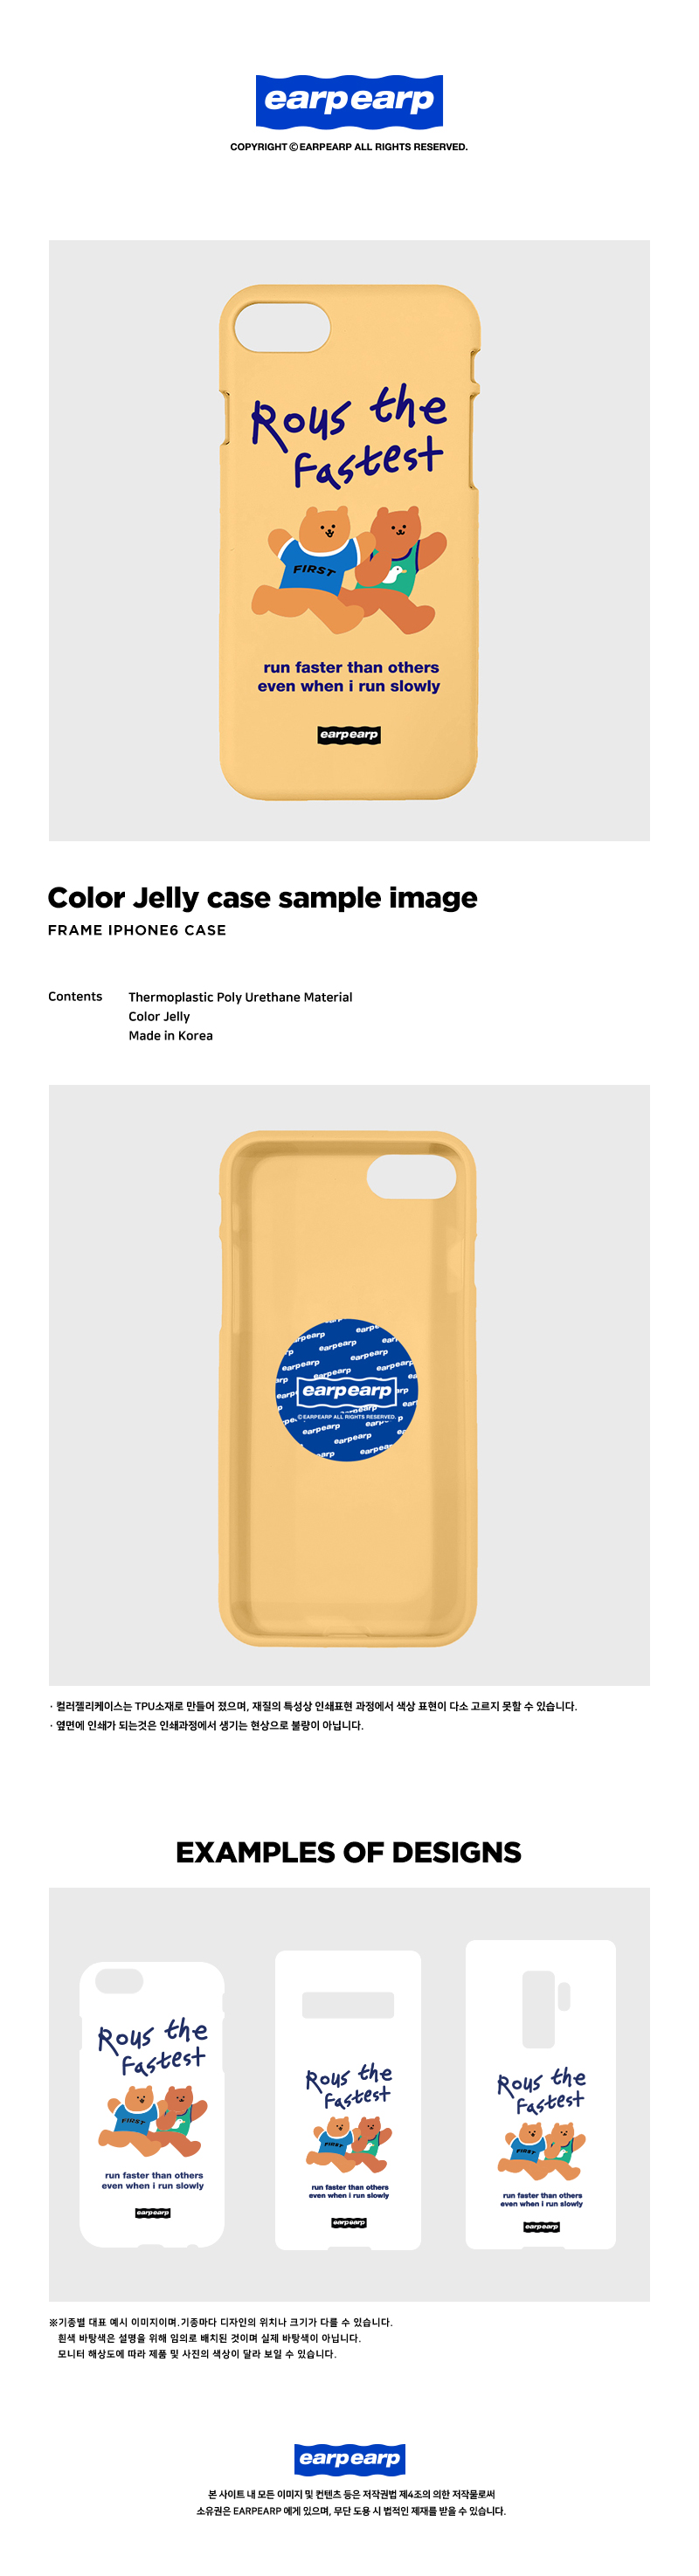 earpearp
COPYRIGHT ⓒ EARPEARP ALL RIGHTS RESERVED.
Rous the
fastest
FIRST
run faster than others
even when i run slowly
earpearp
Color Jelly case sample image
FRAME IPHONE6 CASE
Contents
Thermoplastic Poly Urethane Material
Color Jelly
Made in Korea
earpearp
ⓒEARPEARP ALL RIGHTS RESERVED.
· 컬러젤리케이스는 TPU소재로 만들어 졌으며, 재질의 특성상 인쇄표현 과정에서 색상 표현이 다소 고르지 못할 수 있습니다.
· 옆면에 인쇄가 되는것은 인쇄과정에서 생기는 현상으로 불량이 아닙니다.
EXAMPLES OF DESIGNS
Rous the
fastest
FIRST
run faster than others
even when i run slowly
earpearp
Rous the
fastest
FIRST
run faster than others
even when i run slowly
earpearp
Rous the
fastest
FIRST
run faster than others
even when i run slowly
earpearp
※기종별 대표 예시 이미지이며.기종마다 디자인의 위치나 크기가 다를 수 있습니다.
흰색 바탕색은 설명을 위해 임의로 배치된 것이며 실제 바탕색이 아닙니다.
모니터 해상도에 따라 제품 및 사진의 색상이 달라 보일 수 있습니다.
earpearp
본 사이트 내 모든 이미지 및 컨텐츠 등은 저작권법 제4조의 의한 저작물로써
소유권은 EARPEARP 에게 있으며, 무단 도용 시 법적인 제재를 받을 수 있습니다.